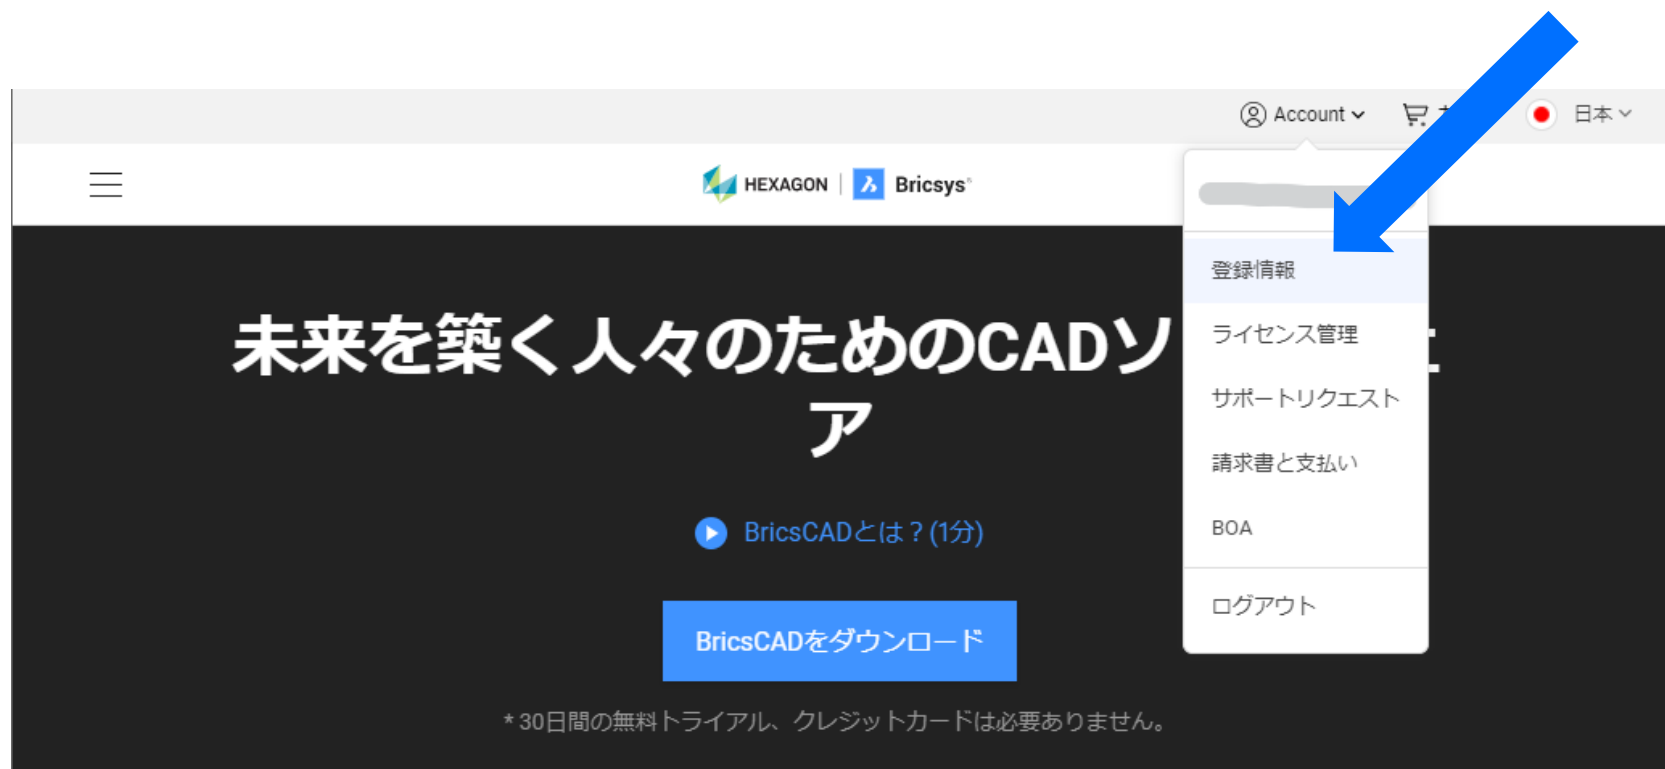 Account
日本
HEXAGON | Bricsys®
登録情報
ライセンス管理
サポートリクエスト
請求書と支払い
BOA
ログアウト
未来を築く人々のためのCADソ
ア
BricsCADとは？(1分)
BricsCADをダウンロード
* 30日間の無料トライアル、クレジットカードは必要ありません。